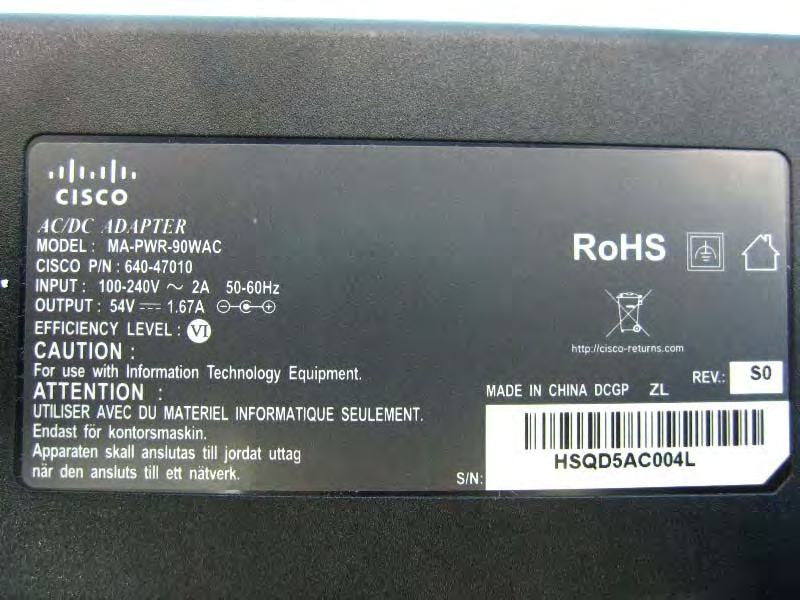 CISCO
AC/DC ADAPTER
MODEL : MA-PWR-90WAC
CISCO P/N : 640-47010
INPUT : 100-240V ~ 2A 50-60Hz
OUTPUT : 54V ⎓ 1.67A
EFFICIENCY LEVEL : VI
CAUTION :
For use with Information Technology Equipment.
ATTENTION :
UTILISER AVEC DU MATERIEL INFORMATIQUE SEULEMENT.
Endast för kontorsmaskin.
Apparaten skall anslutas till jordat uttag
när den ansluts till ett nätverk.
RoHS
http://cisco-returns.com
REV.: S0
MADE IN CHINA DCGP ZL
S/N: HSQD5AC004L